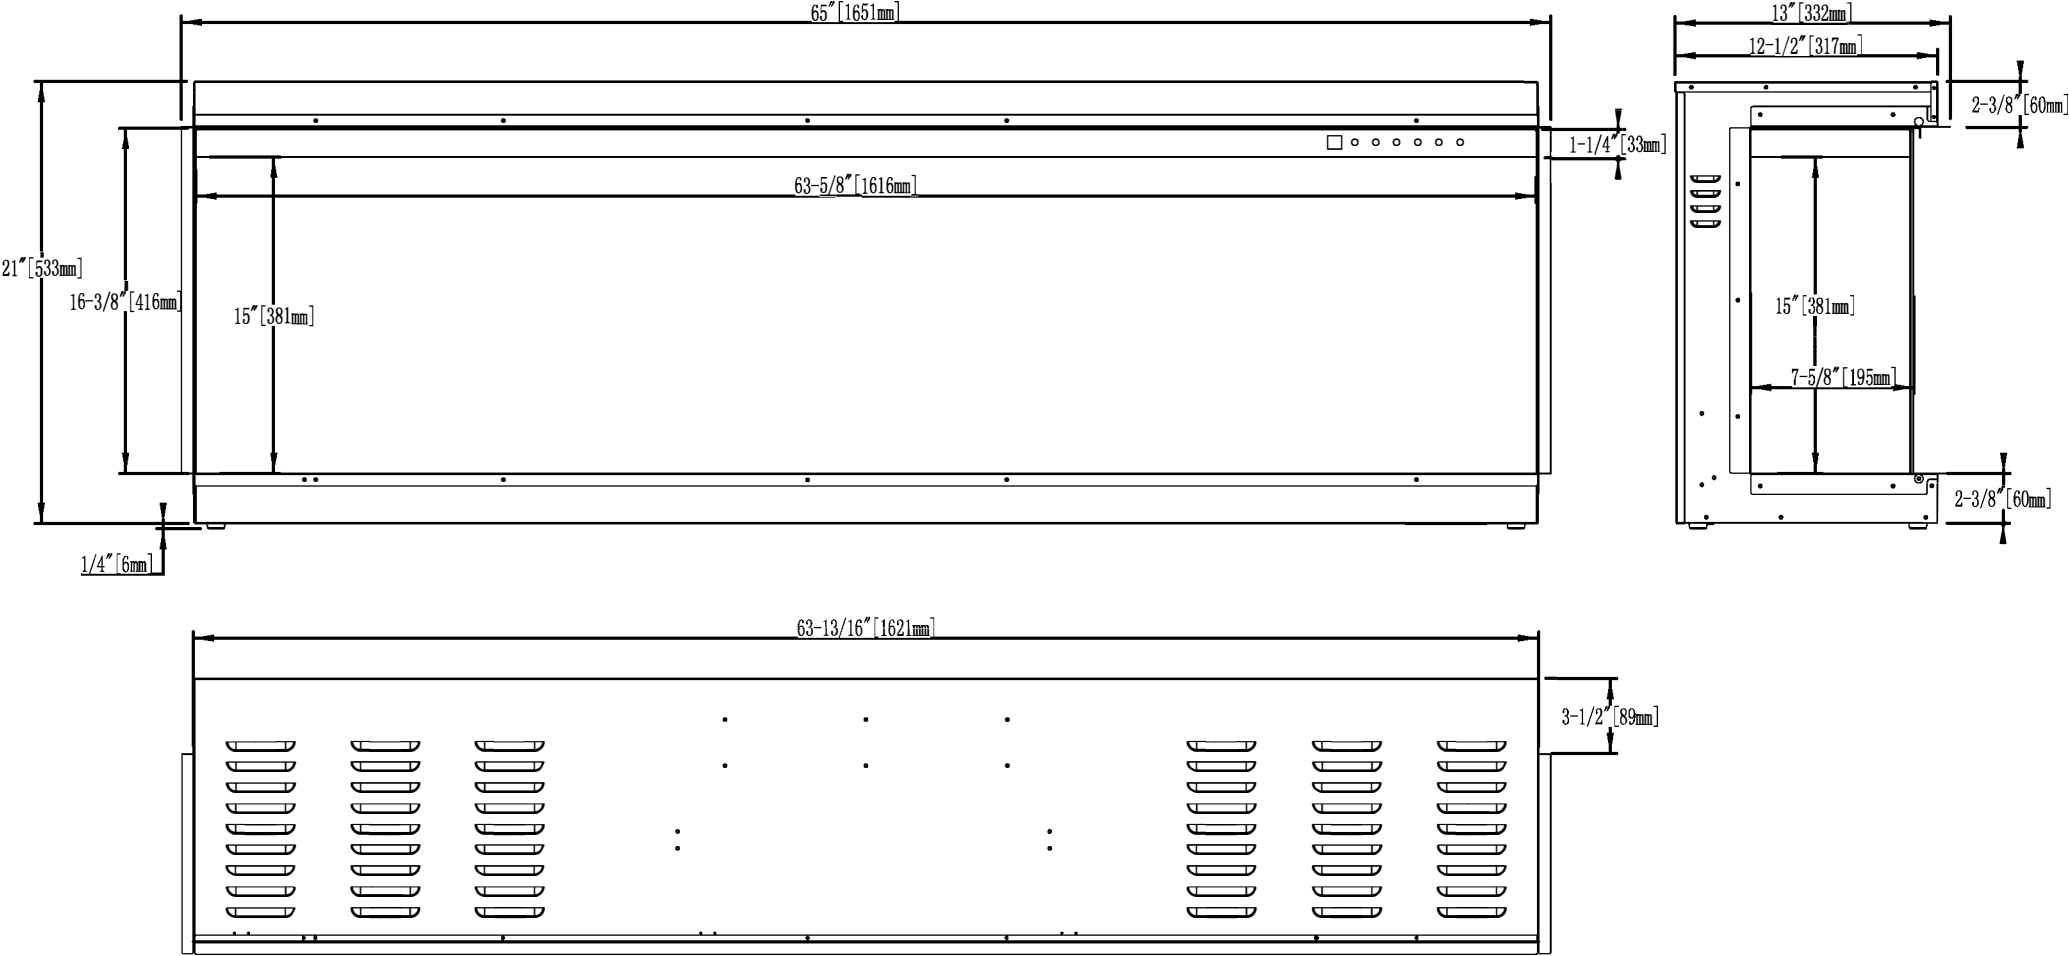 65″[1651mm]
13″[332mm]
12-1/2″[317mm]
2-3/8″[60mm]
1-1/4″[33mm]
63-5/8″[1616mm]
21″[533mm]
16-3/8″[416mm]
15″[381mm]
15″[381mm]
7-5/8″[195mm]
2-3/8″[60mm]
1/4″[6mm]
63-13/16″[1621mm]
3-1/2″[89mm]